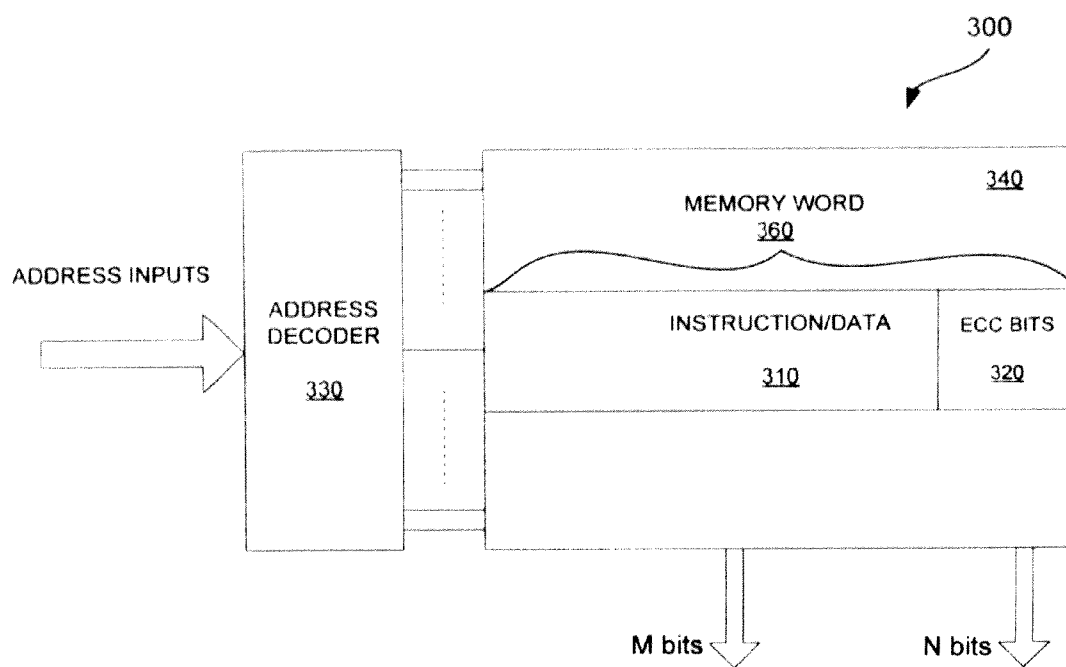 300
340
MEMORY WORD
360
ADDRESS INPUTS
ADDRESS
DECODER
330
INSTRUCTION/DATA
310
ECC BITS
320
M bits
N bits